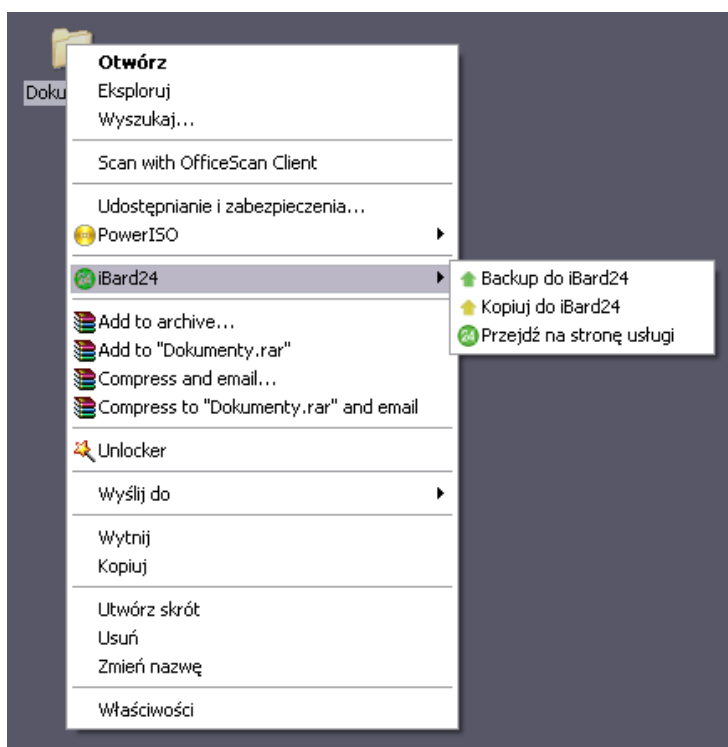 Doku
Otwórz
Eksploruj
Wyszukaj...
Scan with OfficeScan Client
Udostępnianie i zabezpieczenia...
PowerISO
iBard24
Add to archive...
Add to "Dokumenty.rar"
Compress and email...
Compress to "Dokumenty.rar" and email
Unlocker
Wyślij do
Wytnij
Kopiuj
Utwórz skrót
Usuń
Zmień nazwę
Właściwości
Backup do iBard24
Kopiuj do iBard24
24 Przejdź na stronę usługi